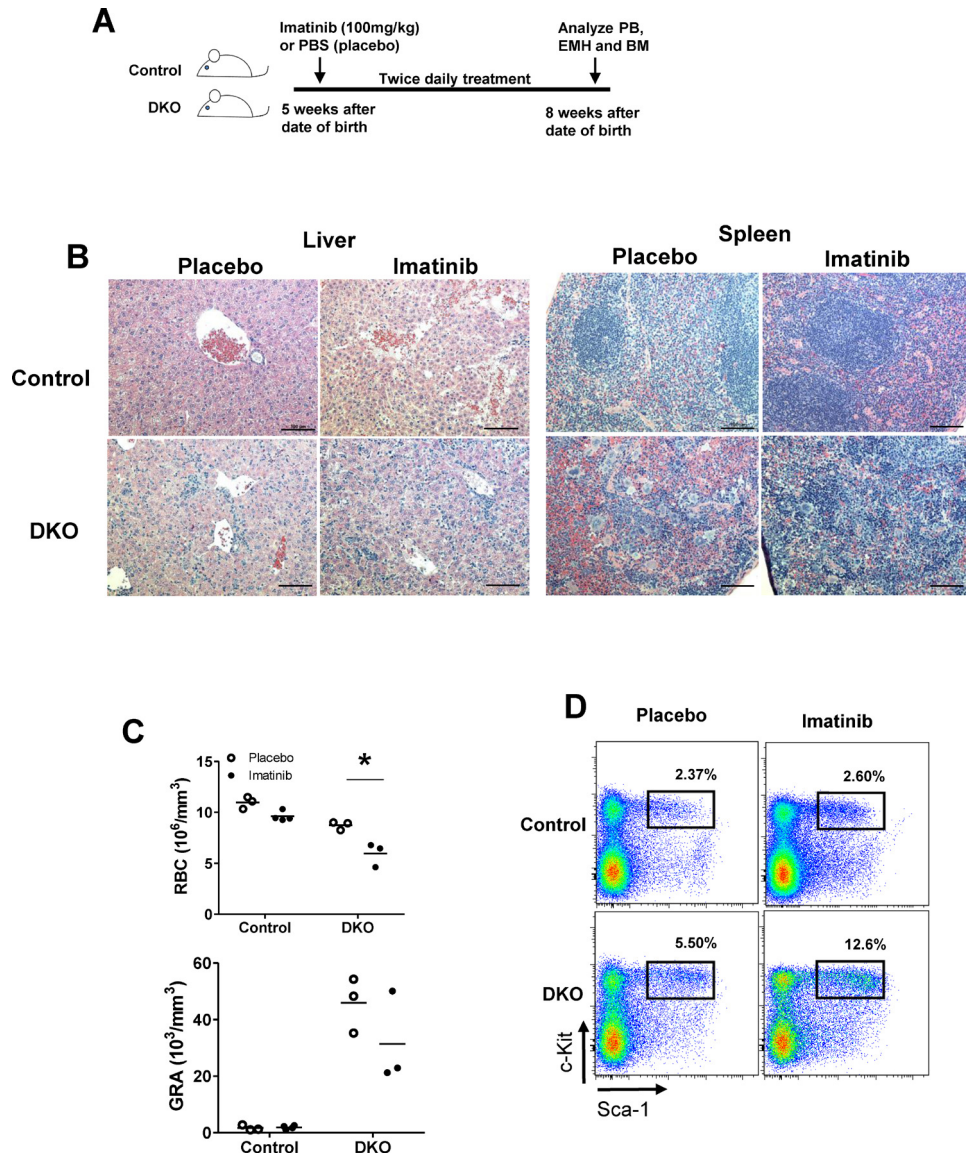 A
Imatinib (100mg/kg)
or PBS (placebo)
Analyze PB,
EMH and BM
Control
Twice daily treatment
DKO
5 weeks after
date of birth
8 weeks after
date of birth
B
Liver
Spleen
Placebo
Imatinib
Placebo
Imatinib
Control
DKO
C
Placebo
Imatinib
*
15
10
5
0
RBC (10⁶/mm³)
Control
DKO
60
40
20
0
GRA (10³/mm³)
Control
DKO
D
Placebo
Imatinib
Control
2.37%
2.60%
DKO
5.50%
12.6%
c-Kit
Sca-1